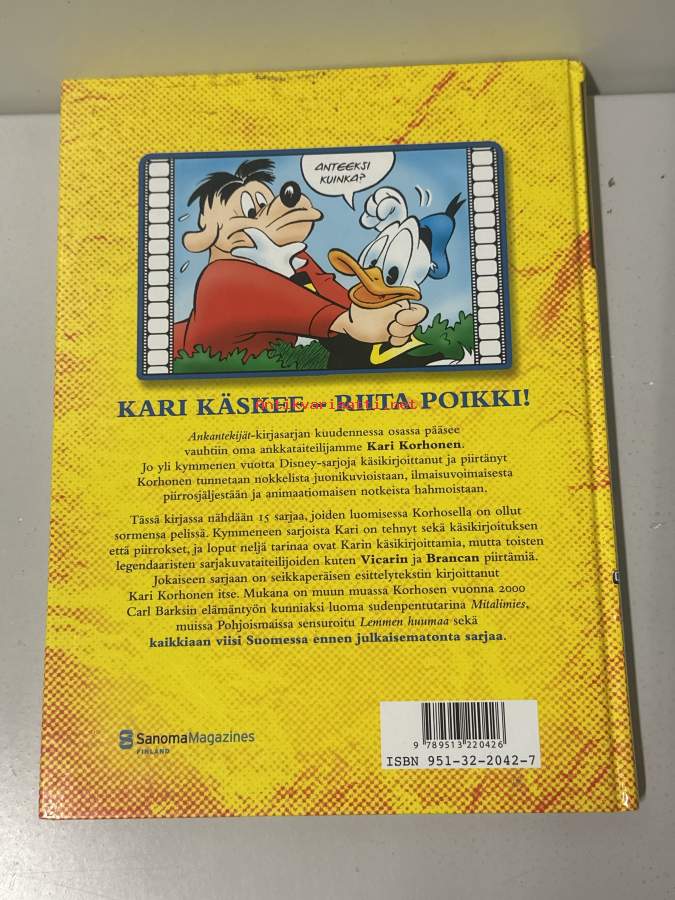 ANTEEKSI
KUINKA?
KARI KÄSKEE – RIITA POIKKI!
Antikvariaatti.net
Ankantekijät-kirjasarjan kuudennessa osassa pääsee
vauhtiin oma ankkataiteilijamme Kari Korhonen.
Jo yli kymmenen vuotta Disney-sarjoja käsikirjoittanut ja piirtänyt
Korhonen tunnetaan nokkelista juonikuvioistaan, ilmaisuvoimaisesta
piirrosjäljestään ja animaatiomaisen notkeista hahmoistaan.
Tässä kirjassa nähdään 15 sarjaa, joiden luomisessa Korhosella on ollut
sormensa pelissä. Kymmeneen sarjoista Kari on tehnyt sekä käsikirjoituksen
että piirrokset, ja loput neljä tarinaa ovat Karin käsikirjoittamia, mutta toisten
legendaaristen sarjakuvataiteilijoiden kuten Vicarin ja Brancan piirtämiä.
Jokaiseen sarjaan on seikkaperäisen esittelytekstin kirjoittanut
Kari Korhonen itse. Mukana on muun muassa Korhosen vuonna 2000
Carl Barksin elämäntyön kunniaksi luoma sudenpentutarina Mitalimies,
muissa Pohjoismaissa sensuroitu Lemmen huumaa sekä
kaikkiaan viisi Suomessa ennen julkaisematonta sarjaa.
SanomaMagazines
FINLAND
9 789513 220426
ISBN 951-32-2042-7